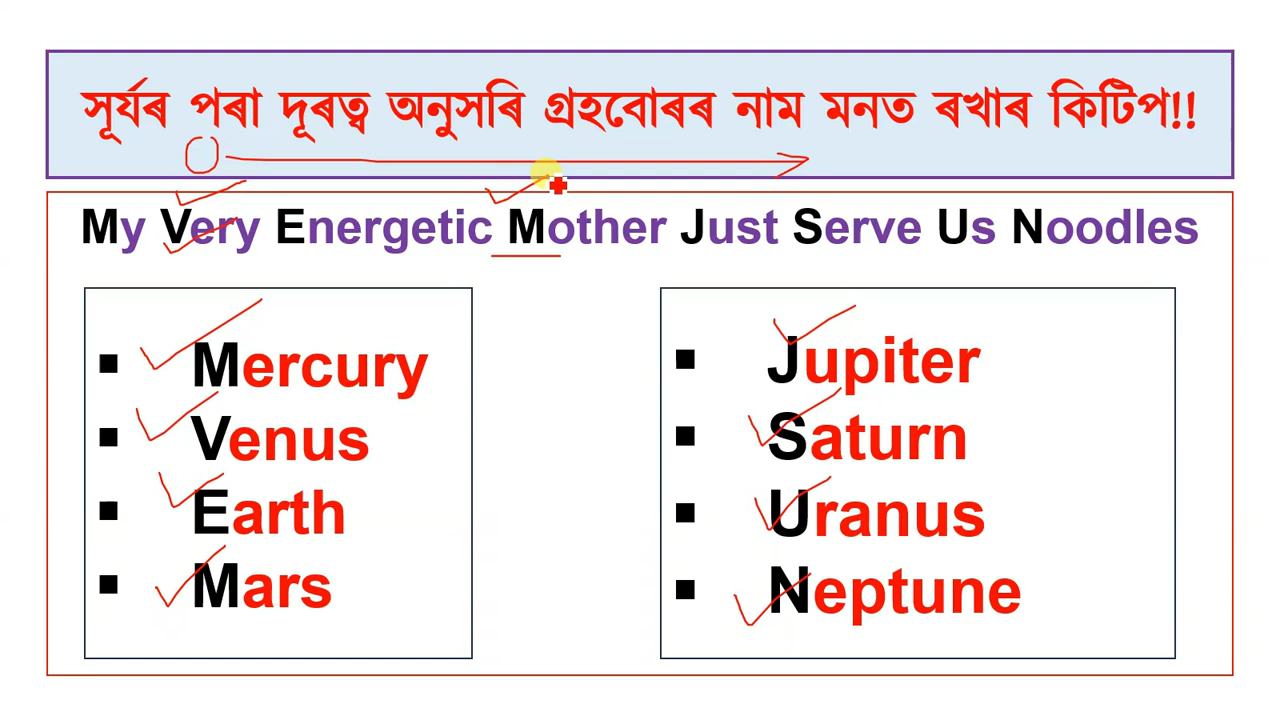 সূৰ্যৰ পৰা দূৰত্ব অনুসৰি গ্ৰহবোৰৰ নাম মনত ৰখাৰ কিটিপ!!
My Very Energetic Mother Just Serve Us Noodles
▪ Mercury
▪ Venus
▪ Earth
▪ Mars
▪ Jupiter
▪ Saturn
▪ Uranus
▪ Neptune